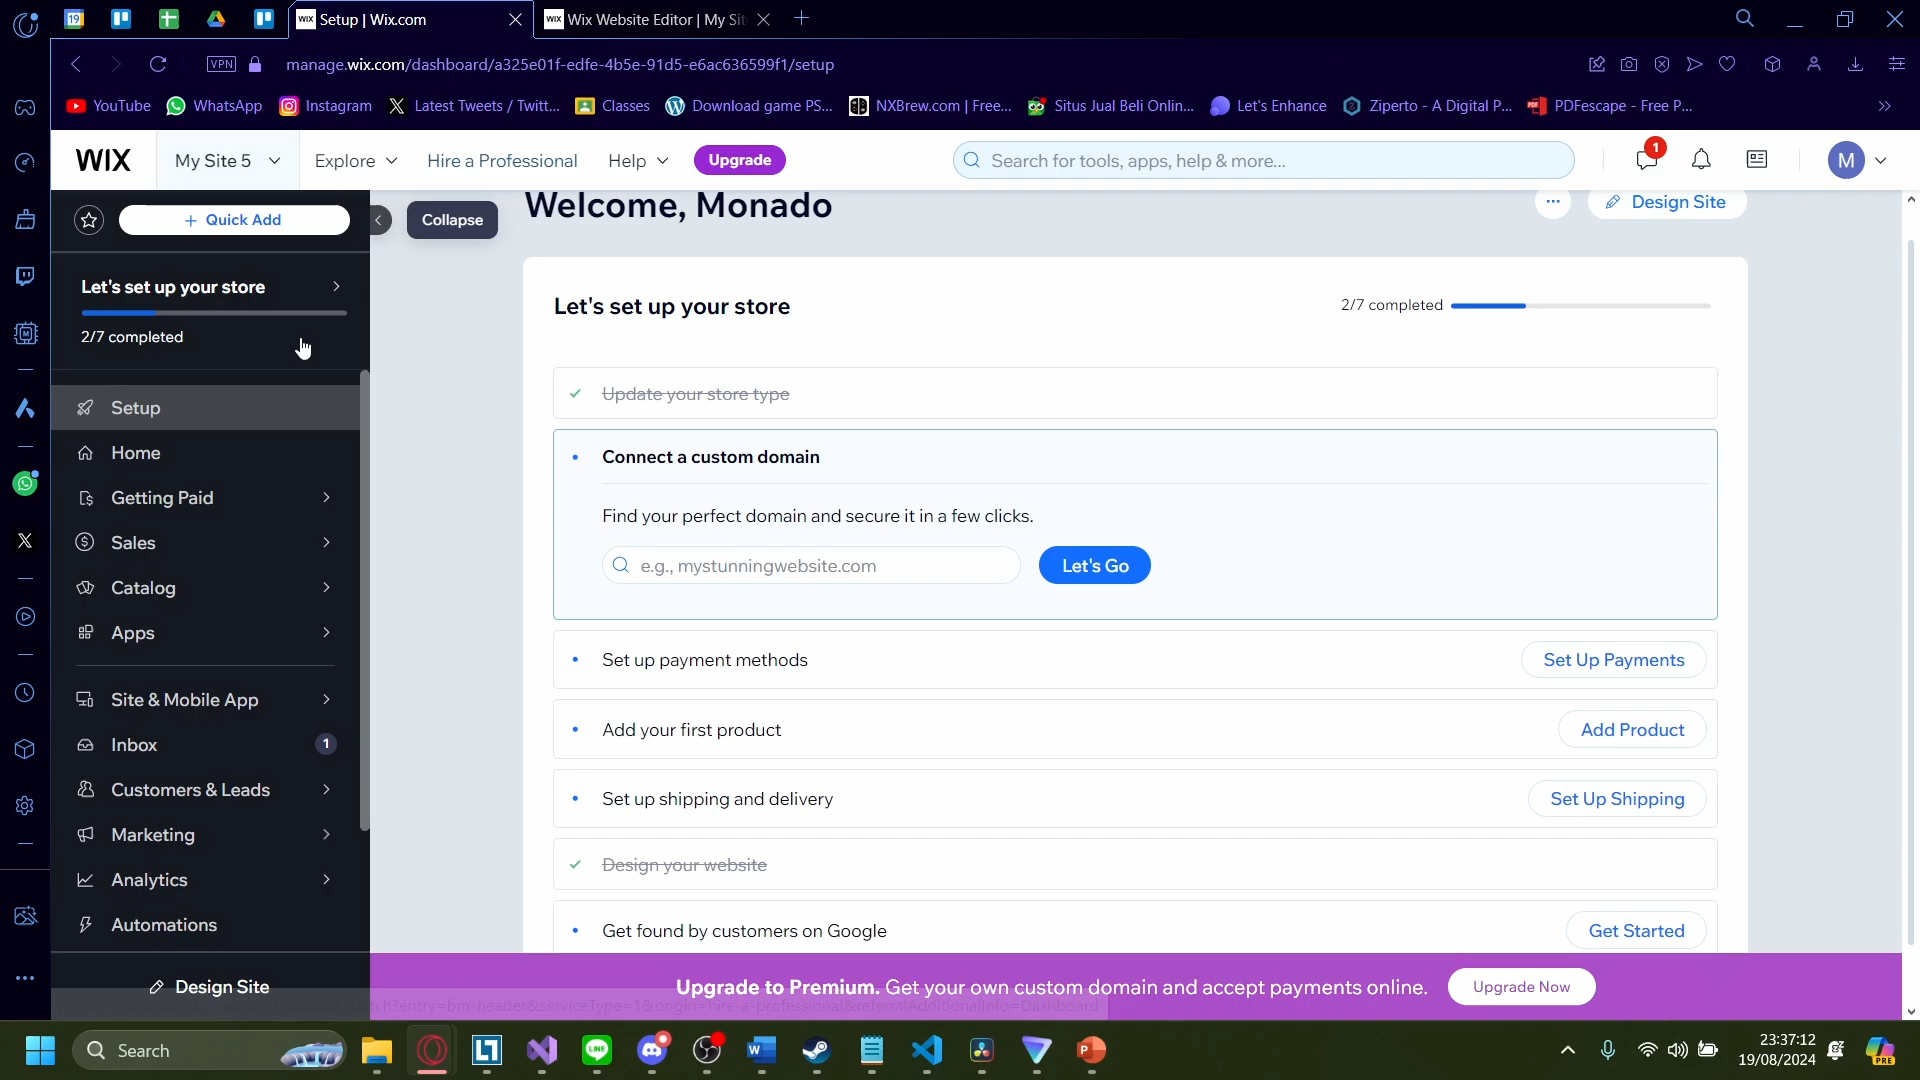 Setup | Wix.com
Wix Website Editor | My Sit
VPN
manage.wix.com/dashboard/a325e01f-edfe-4b5e-91d5-e6ac636599f1/setup
YouTube
WhatsApp
Instagram
Latest Tweets / Twitt...
Classes
Download game PS...
NXBrew.com | Free...
Situs Jual Beli Onlin...
Let's Enhance
Ziperto - A Digital P...
PDFescape - Free P...
WIX
My Site 5
Explore
Hire a Professional
Help
Upgrade
Search for tools, apps, help & more...
1
M
Quick Add
Collapse
Welcome, Monado
Design Site
Let's set up your store
2/7 completed
Let's set up your store
2/7 completed
Setup
Home
Getting Paid
Sales
Catalog
Apps
Site & Mobile App
Inbox
1
Customers & Leads
Marketing
Analytics
Automations
Design Site
Update your store type
Connect a custom domain
Find your perfect domain and secure it in a few clicks.
e.g., mystunningwebsite.com
Let's Go
Set up payment methods
Set Up Payments
Add your first product
Add Product
Set up shipping and delivery
Set Up Shipping
Design your website
Get found by customers on Google
Get Started
Upgrade to Premium. Get your own custom domain and accept payments online.
Upgrade Now
Search
23:37:12
19/08/2024